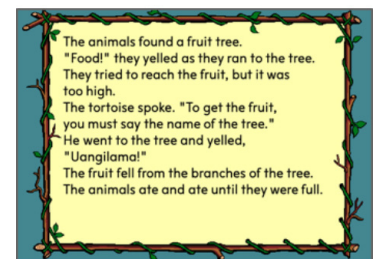 The animals found a fruit tree.
"Food!" they yelled as they ran to the tree.
They tried to reach the fruit, but it was
too high.
The tortoise spoke. "To get the fruit,
you must say the name of the tree."
He went to the tree and yelled,
"Uangilama!"
The fruit fell from the branches of the tree.
The animals ate and ate until they were full.